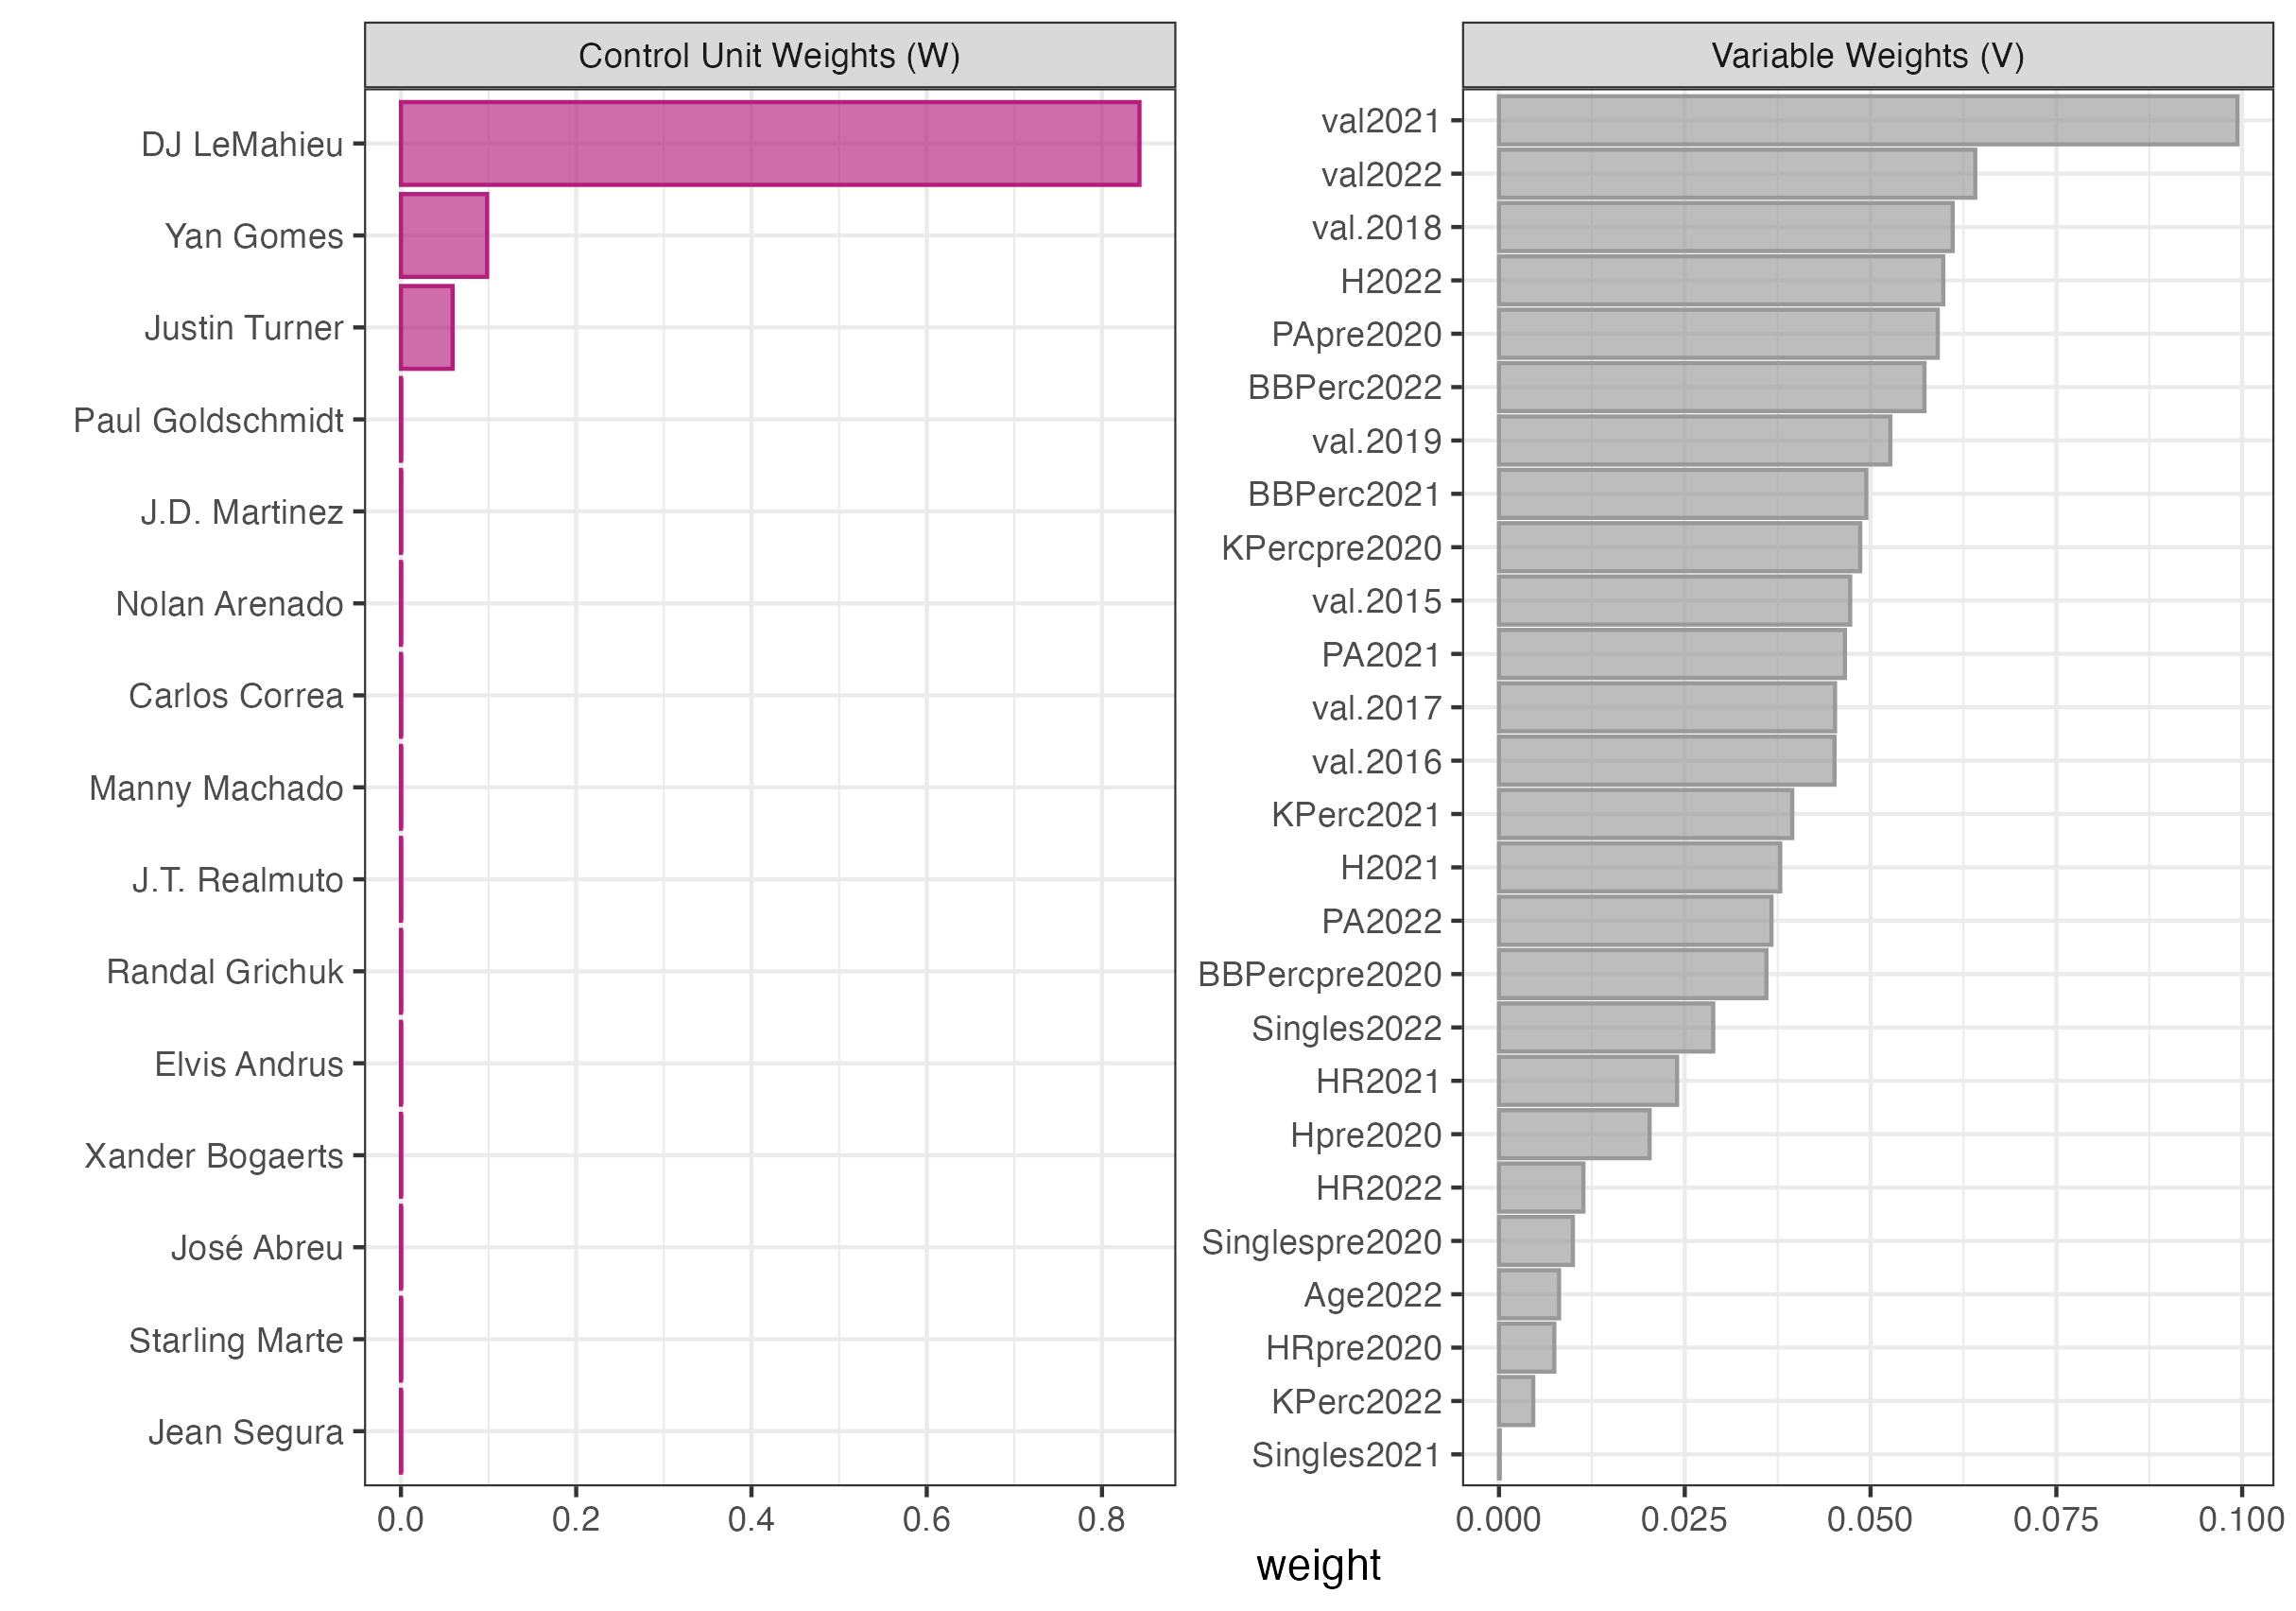 Control Unit Weights (W)
DJ LeMahieu
Yan Gomes
Justin Turner
Paul Goldschmidt
J.D. Martinez
Nolan Arenado
Carlos Correa
Manny Machado
J.T. Realmuto
Randal Grichuk
Elvis Andrus
Xander Bogaerts
José Abreu
Starling Marte
Jean Segura
0.0 0.2 0.4 0.6 0.8
Variable Weights (V)
val2021
val2022
val.2018
H2022
PApre2020
BBPerc2022
val.2019
BBPerc2021
KPercpre2020
val.2015
PA2021
val.2017
val.2016
KPerc2021
H2021
PA2022
BBPercpre2020
Singles2022
HR2021
Hpre2020
HR2022
Singlespre2020
Age2022
HRpre2020
KPerc2022
Singles2021
0.000 0.025 0.050 0.075 0.100
weight